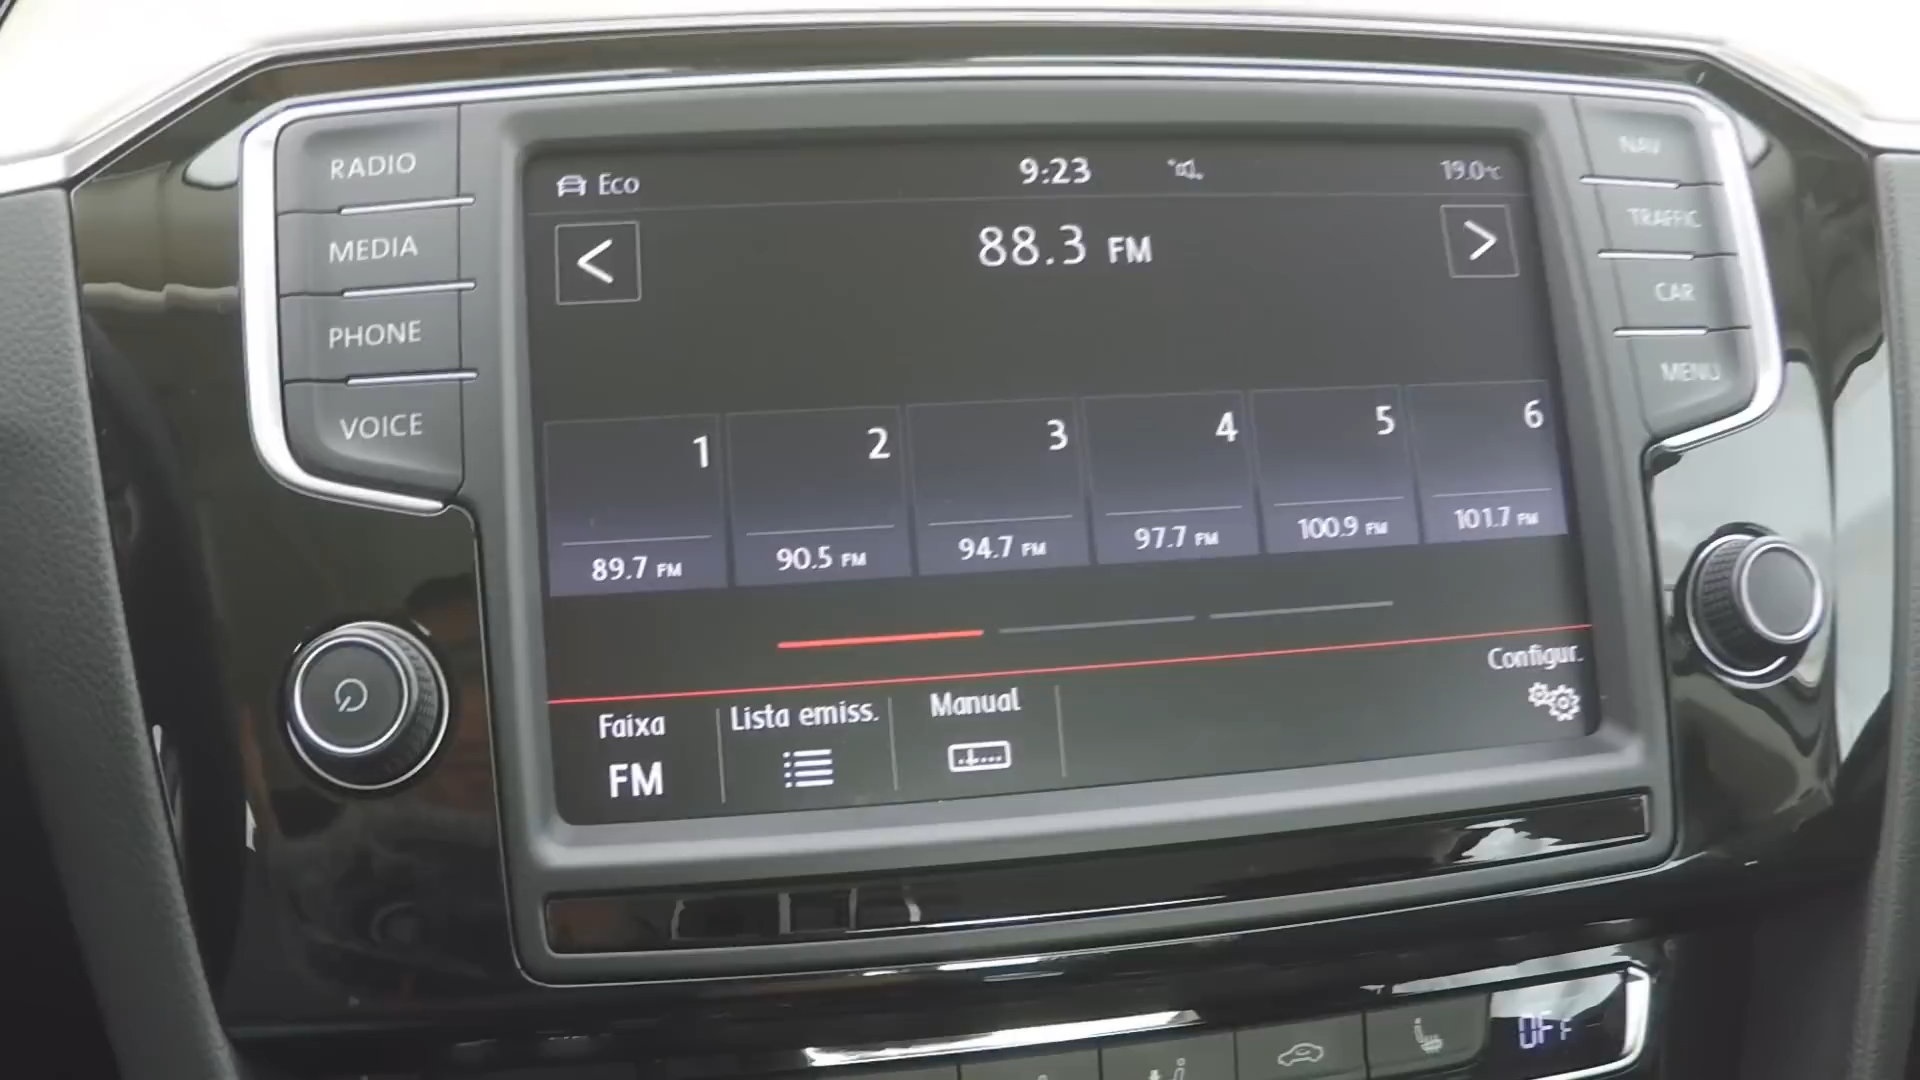 RADIO
MEDIA
PHONE
VOICE
Eco
9:23
19.0°C
88.3 FM
1
2
3
4
5
6
89.7 FM
90.5 FM
94.7 FM
97.7 FM
100.9 FM
101.7 FM
Faixa
FM
Lista emiss.
Manual
Configur.
NAV
TRAFFIC
CAR
MENU
OFF